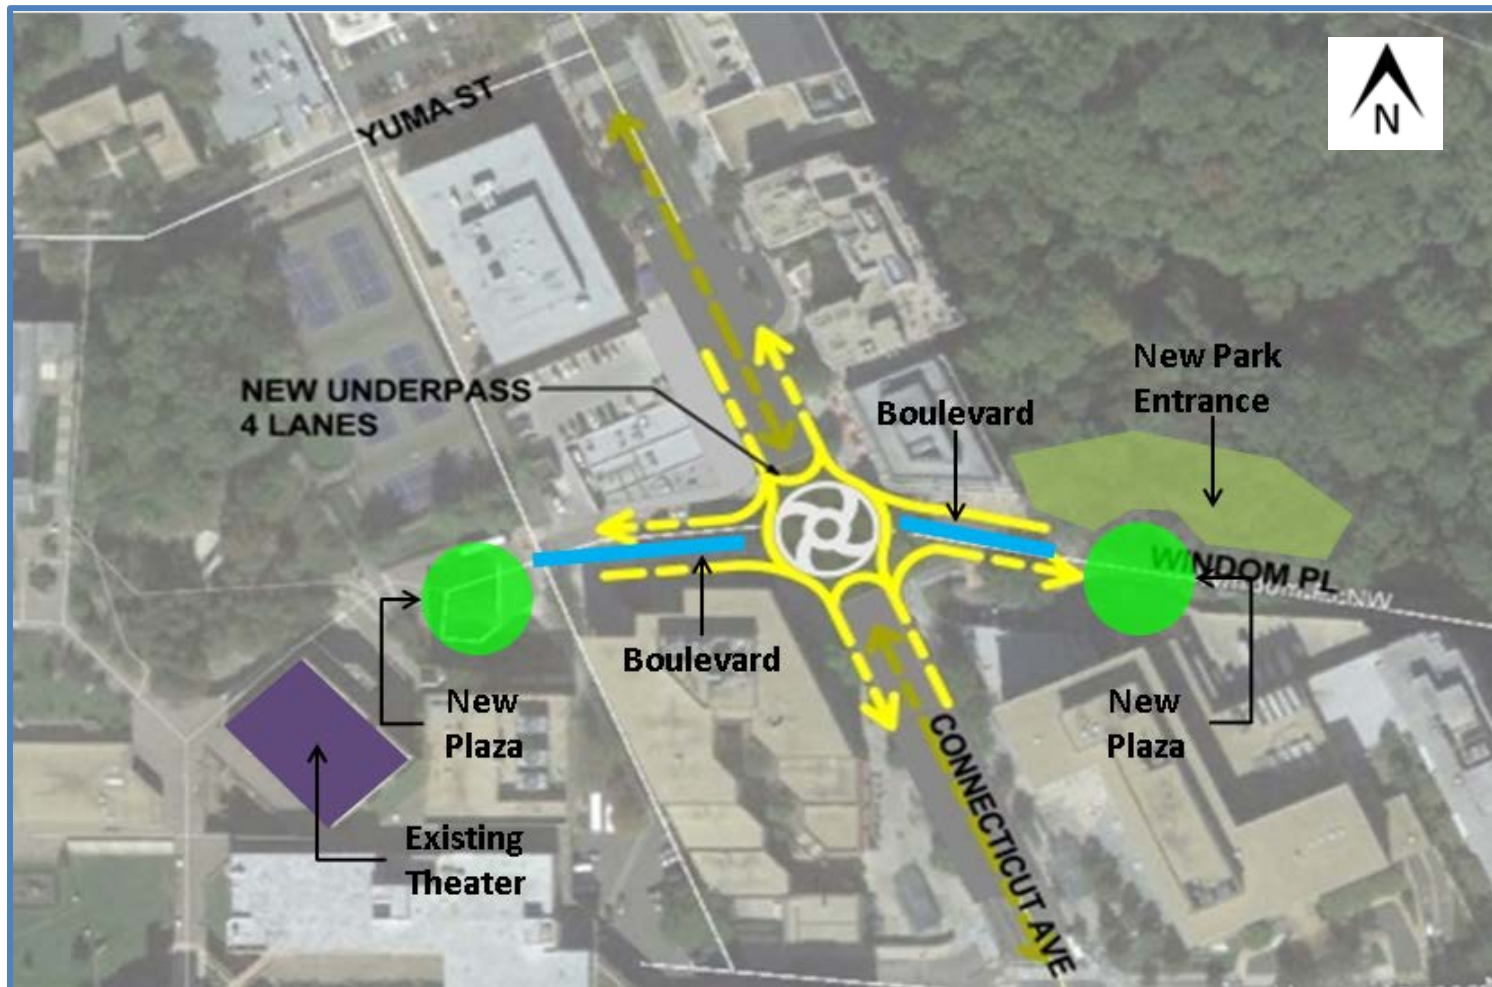 N
YUMA ST
New Park
Entrance
NEW UNDERPASS
4 LANES
Boulevard
WINDOM PL
Boulevard
New
Plaza
New
Plaza
CONNECTICUT AVE
Existing
Theater